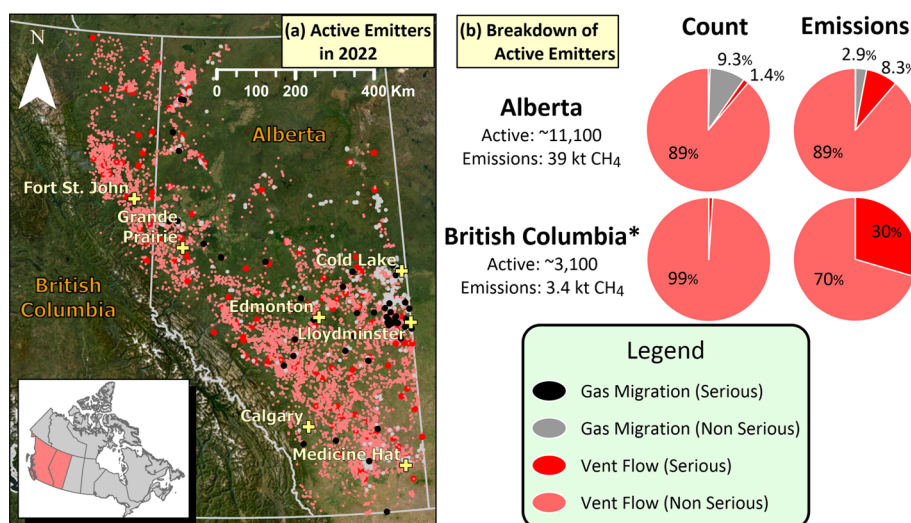 (a) Active Emitters
in 2022
N
0 100 200 400 Km
Alberta
Fort St. John
Grande
Prairie
British
Columbia
Cold Lake
Edmonton
Lloydminster
Calgary
Medicine Hat
(b) Breakdown of
Active Emitters
Count
Emissions
Alberta
Active: ~11,100
Emissions: 39 kt CH₄
9.3%
1.4%
89%
2.9%
8.3%
89%
British Columbia*
Active: ~3,100
Emissions: 3.4 kt CH₄
99%
30%
70%
Legend
Gas Migration (Serious)
Gas Migration (Non Serious)
Vent Flow (Serious)
Vent Flow (Non Serious)